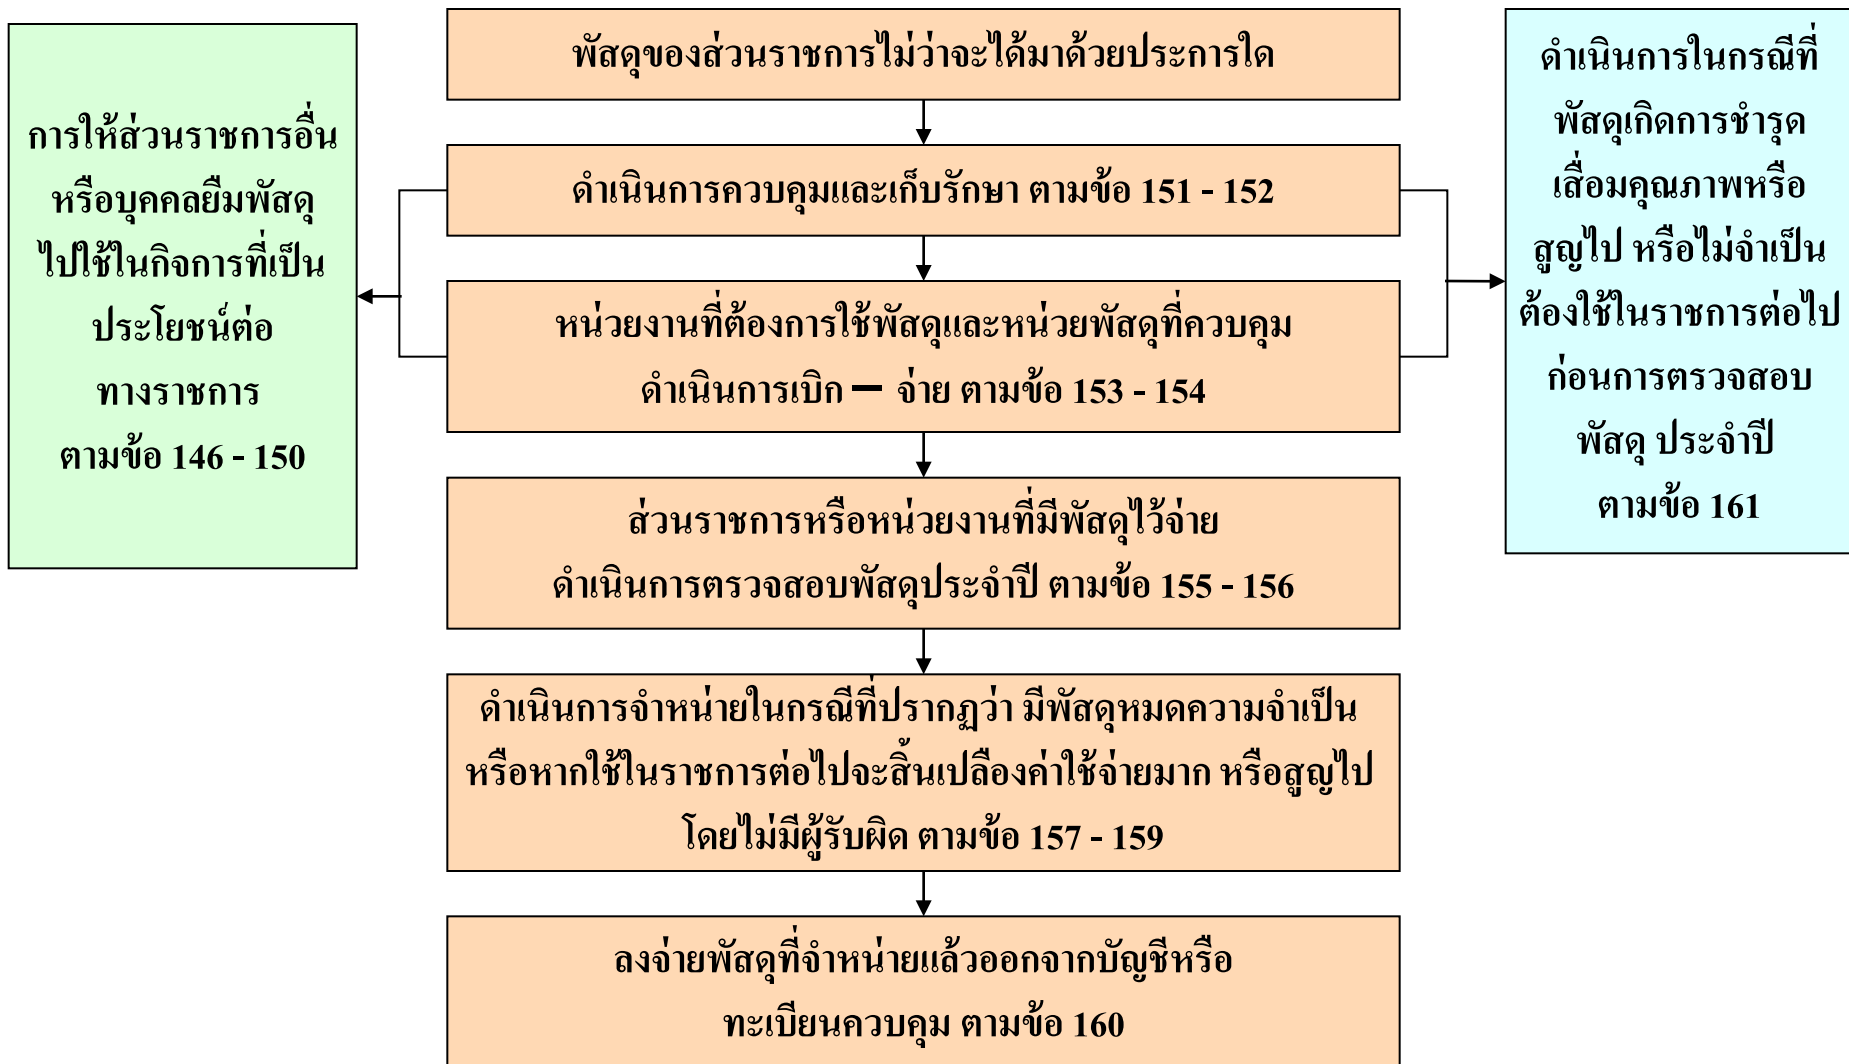 พัสดุของส่วนราชการไม่ว่าจะได้มาด้วยประการใด
การให้ส่วนราชการอื่น
หรือบุคคลยืมพัสดุ
ไปใช้ในกิจการที่เป็น
ประโยชน์ต่อ
ทางราชการ
ตามข้อ 146 - 150
ดำเนินการควบคุมและเก็บรักษา ตามข้อ 151 - 152
หน่วยงานที่ต้องการใช้พัสดุและหน่วยพัสดุที่ควบคุม
ดำเนินการเบิก – จ่าย ตามข้อ 153 - 154
ดำเนินการในกรณีที่
พัสดุเกิดการชำรุด
เสื่อมคุณภาพหรือ
สูญไป หรือไม่จำเป็น
ต้องใช้ในราชการต่อไป
ก่อนการตรวจสอบ
พัสดุ ประจำปี
ตามข้อ 161
ส่วนราชการหรือหน่วยงานที่มีพัสดุไว้จ่าย
ดำเนินการตรวจสอบพัสดุประจำปี ตามข้อ 155 - 156
ดำเนินการจำหน่ายในกรณีที่ปรากฏว่า มีพัสดุหมดความจำเป็น
หรือหากใช้ในราชการต่อไปจะสิ้นเปลืองค่าใช้จ่ายมาก หรือสูญไป
โดยไม่มีผู้รับผิด ตามข้อ 157 - 159
ลงจ่ายพัสดุที่จำหน่ายแล้วออกจากบัญชีหรือ
ทะเบียนควบคุม ตามข้อ 160